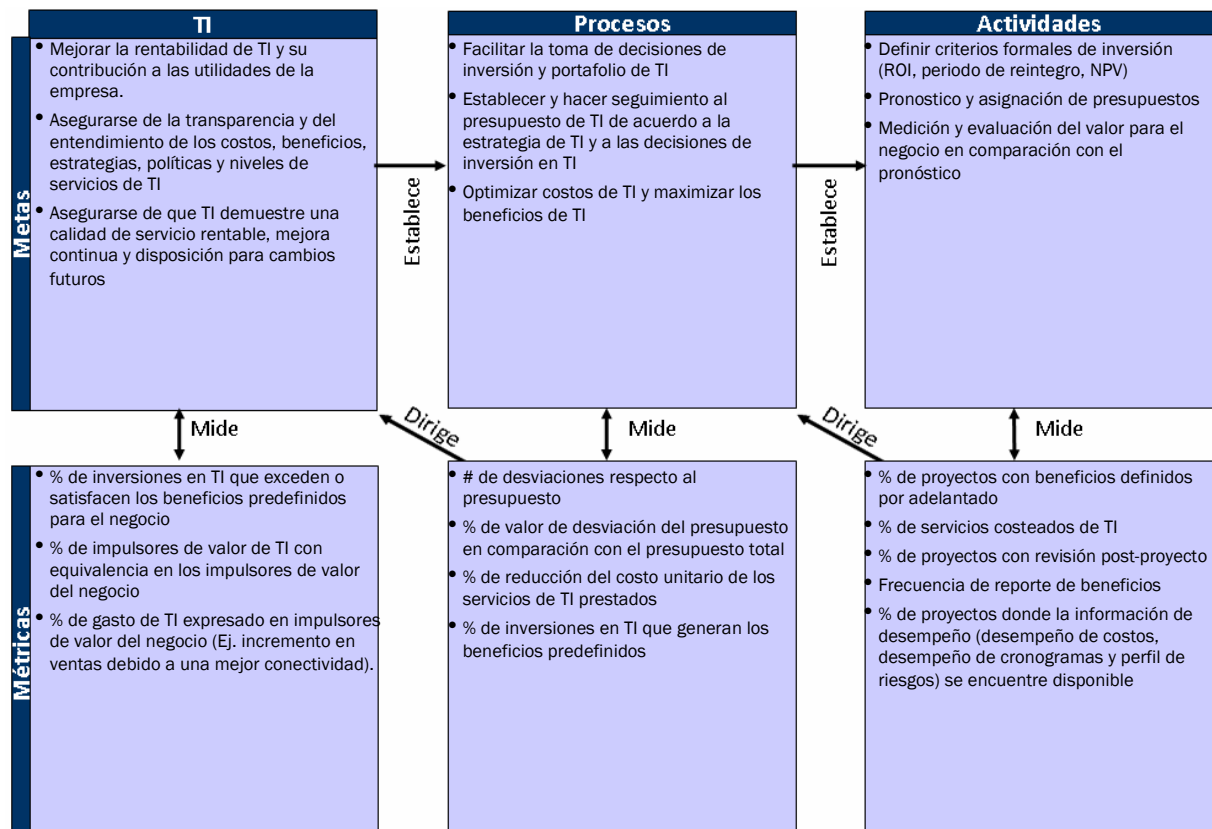 TI
Procesos
Actividades
Metas
• Mejorar la rentabilidad de TI y su
contribución a las utilidades de la
empresa.
• Asegurarse de la transparencia y del
entendimiento de los costos, beneficios,
estrategias, políticas y niveles de
servicios de TI
• Asegurarse de que TI demuestre una
calidad de servicio rentable, mejora
continua y disposición para cambios
futuros
Establece
• Facilitar la toma de decisiones de
inversión y portafolio de TI
• Establecer y hacer seguimiento al
presupuesto de TI de acuerdo a la
estrategia de TI y a las decisiones de
inversión en TI
• Optimizar costos de TI y maximizar los
beneficios de TI
Establece
• Definir criterios formales de inversión
(ROI, periodo de reintegro, NPV)
• Pronostico y asignación de presupuestos
• Medición y evaluación del valor para el
negocio en comparación con el
pronóstico
Mide
Dirige
Mide
Dirige
Mide
Métricas
• % de inversiones en TI que exceden o
satisfacen los beneficios predefinidos
para el negocio
• % de impulsores de valor de TI con
equivalencia en los impulsores de valor
del negocio
• % de gasto de TI expresado en impulsores
de valor del negocio (Ej. incremento en
ventas debido a una mejor conectividad).
• # de desviaciones respecto al
presupuesto
• % de valor de desviación del presupuesto
en comparación con el presupuesto total
• % de reducción del costo unitario de los
servicios de TI prestados
• % de inversiones en TI que generan los
beneficios predefinidos
• % de proyectos con beneficios definidos
por adelantado
• % de servicios costeados de TI
• % de proyectos con revisión post-proyecto
• Frecuencia de reporte de beneficios
• % de proyectos donde la información de
desempeño (desempeño de costos,
desempeño de cronogramas y perfil de
riesgos) se encuentre disponible